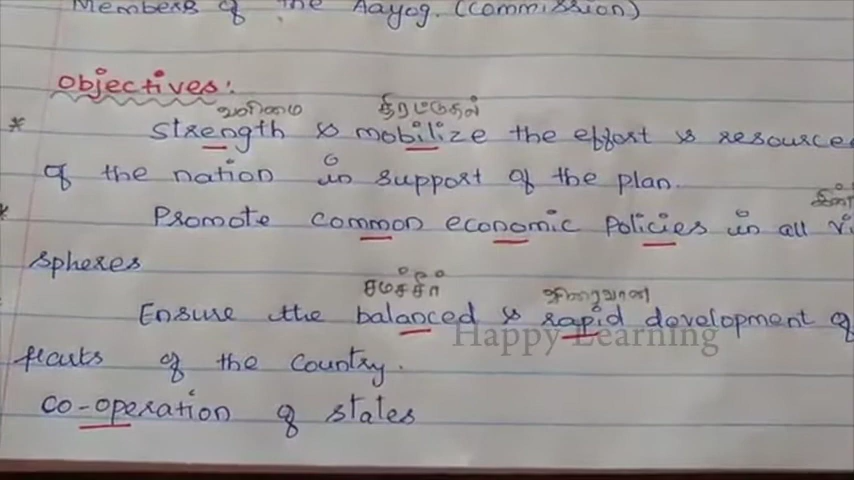 Members of the Aayog. (Commission)
Objectives:
வலிமை திரட்டுதல்
* Strength & mobilize the effort & resource
of the nation in support of the plan.
* Promote common economic policies in all vi
spheres
சமச்சீர் விரைவான
Ensure the balanced & rapid development of
of the country.
co-operation of states
Happy Learning